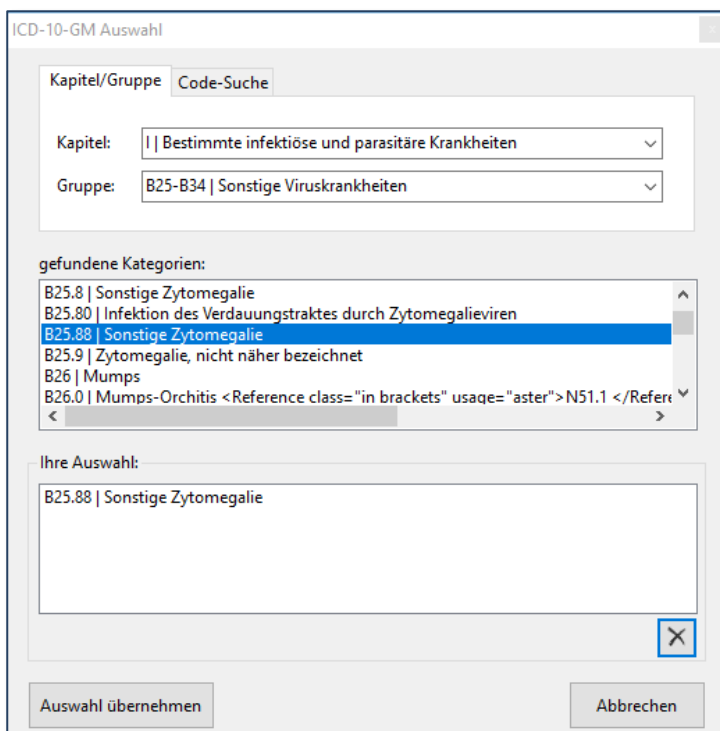 ICD-10-GM Auswahl
Kapitel/Gruppe Code-Suche
Kapitel: I | Bestimmte infektiöse und parasitäre Krankheiten
Gruppe: B25-B34 | Sonstige Viruskrankheiten
gefundene Kategorien:
B25.8 | Sonstige Zytomegalie
B25.80 | Infektion des Verdauungstraktes durch Zytomegalieviren
B25.88 | Sonstige Zytomegalie
B25.9 | Zytomegalie, nicht näher bezeichnet
B26 | Mumps
B26.0 | Mumps-Orchitis <Reference class="in brackets" usage="aster">N51.1 </Refere
Ihre Auswahl:
B25.88 | Sonstige Zytomegalie
Auswahl übernehmen Abbrechen